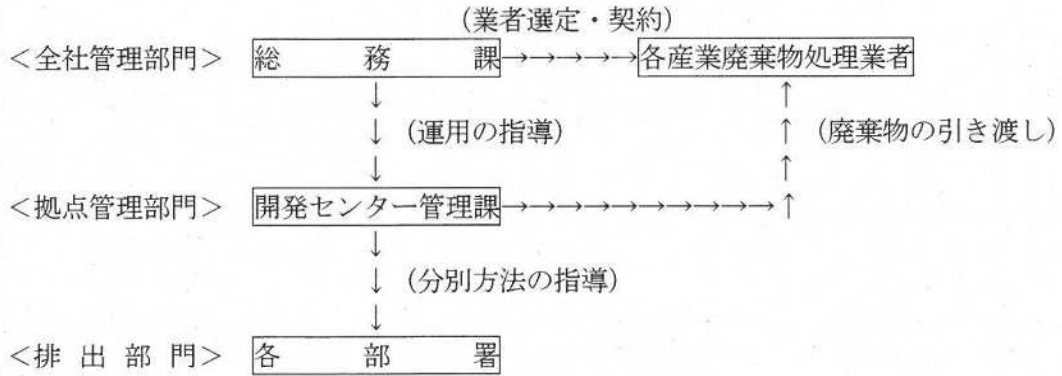 (業者選定・契約)
<全社管理部門> 総務課→→→→→各産業廃棄物処理業者
↓ ↑
↓ (運用の指導) ↑ (廃棄物の引き渡し)
↓ ↑
<拠点管理部門> 開発センター管理課→→→→→→→→→→↑
↓
↓ (分別方法の指導)
↓
<排出部門> 各部署